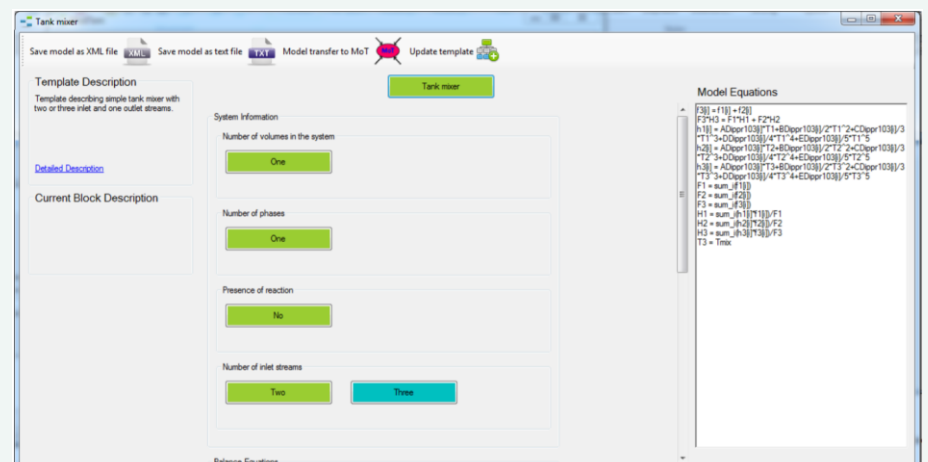 Tank mixer
Save model as XML file XML Save model as text file TXT Model transfer to MoT MoT Update template
Template Description
Template describing simple tank mixer with
two or three inlet and one outlet streams.
Detailed Description
Current Block Description
Tank mixer
System Information
Number of volumes in the system
One
Number of phases
One
Presence of reaction
No
Number of inlet streams
Two Three
Balance Equations
Model Equations
f3[i] = f1[i] + f2[i]
F3*H3 = F1*H1 + F2*H2
h1[i] = ADippr103[i]*T1+BDippr103[i]/2*T1^2+CDippr103[i]/3
*T1^3+DDippr103[i]/4*T1^4+EDippr103[i]/5*T1^5
h2[i] = ADippr103[i]*T2+BDippr103[i]/2*T2^2+CDippr103[i]/3
*T2^3+DDippr103[i]/4*T2^4+EDippr103[i]/5*T2^5
h3[i] = ADippr103[i]*T3+BDippr103[i]/2*T3^2+CDippr103[i]/3
*T3^3+DDippr103[i]/4*T3^4+EDippr103[i]/5*T3^5
F1 = sum_i(f1[i])
F2 = sum_i(f2[i])
F3 = sum_i(f3[i])
H1 = sum_i(h1[i]*f1[i])/F1
H2 = sum_i(h2[i]*f2[i])/F2
H3 = sum_i(h3[i]*f3[i])/F3
T3 = Tmix